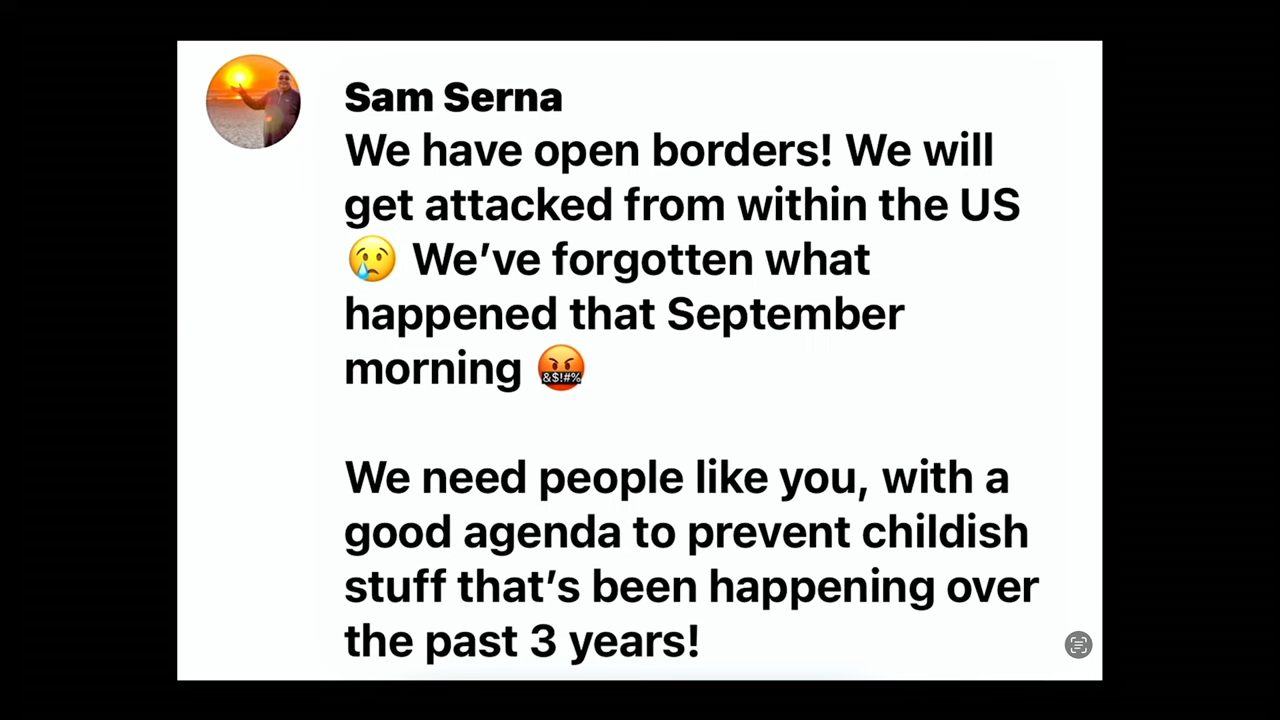 Sam Serna
We have open borders! We will
get attacked from within the US
😢 We’ve forgotten what
happened that September
morning 🤬
We need people like you, with a
good agenda to prevent childish
stuff that’s been happening over
the past 3 years!